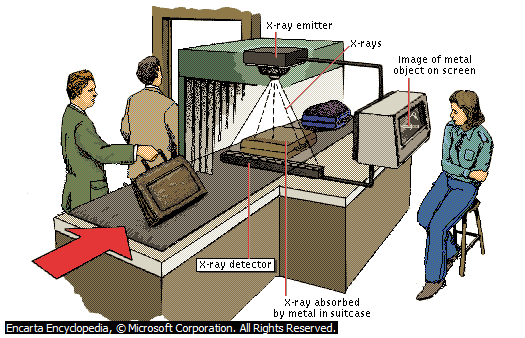 X-ray emitter
X-rays
Image of metal
object on screen
X-ray detector
X-ray absorbed
by metal in suitcase
Encarta Encyclopedia, © Microsoft Corporation. All Rights Reserved.